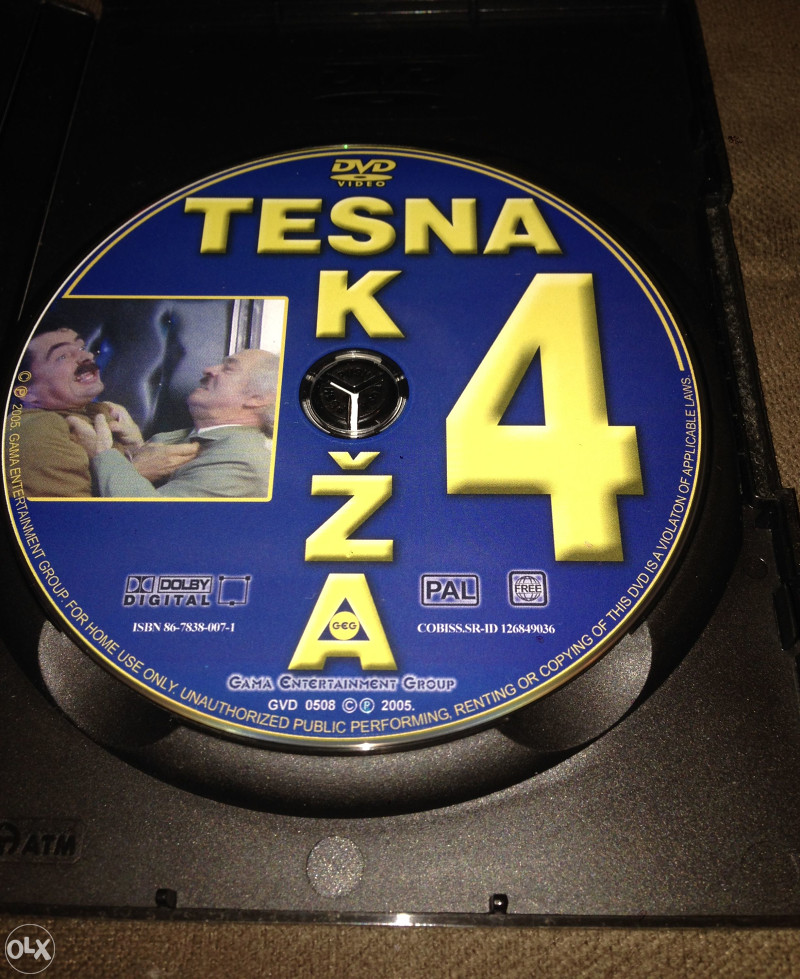 DVD
VIDEO
TESNA
K
Ž
A
4
DOLBY
DIGITAL
PAL
FREE
ISBN 86-7838-007-1
COBISS.SR-ID 126849036
GEG
GAMA ENTERTAINMENT GROUP
GVD 0508 © ℗ 2005.
© ℗ 2005. GAMA ENTERTAINMENT GROUP. FOR HOME USE ONLY. UNAUTHORIZED PUBLIC PERFORMING, RENTING OR COPYING OF THIS DVD IS A VIOLATON OF APPLICABLE LAWS.
ATM
OLX